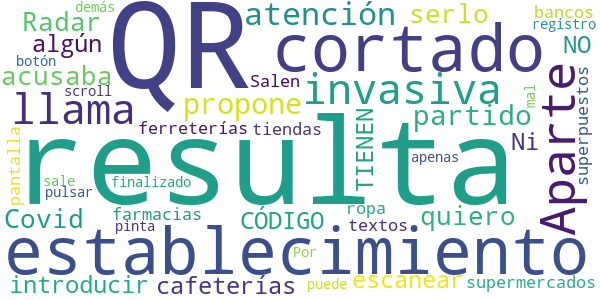 demás
Radar QR atención serlo bancos
algún cortado registro
botón NO
acusaba Salen invasiva
scroll mal
llama propone partido Aparte
superpuestos
ferreterías tiendas TIENEN Ni
pantalla resulta apenas
sale finalizado
pulsar
Covid farmacias CÓDIGO ropa quiero
pinta textos
establecimiento
Por
introducir cafeterías puede escanear supermercados